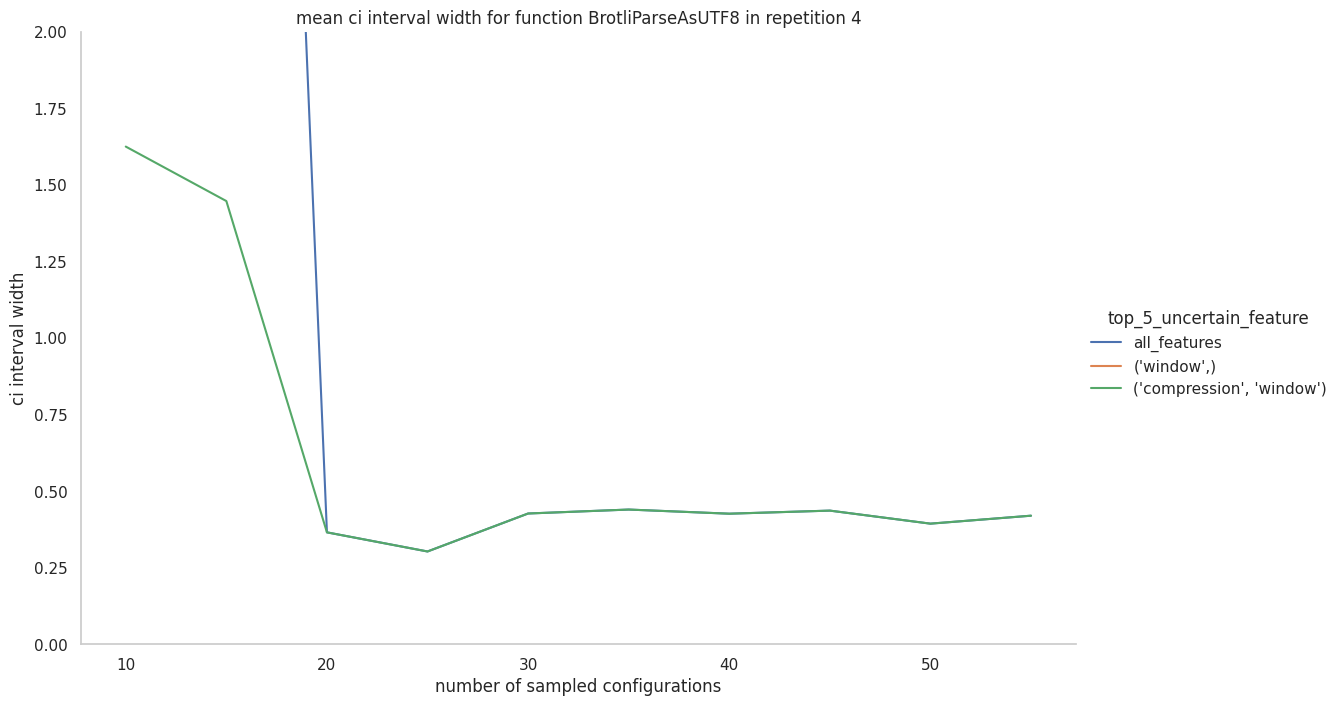 mean ci interval width for function BrotliParseAsUTF8 in repetition 4
2.00
1.75
1.50
1.25
1.00
0.75
0.50
0.25
0.00
ci interval width
10
20
30
40
50
number of sampled configurations
top_5_uncertain_feature
all_features
('window',)
('compression', 'window')